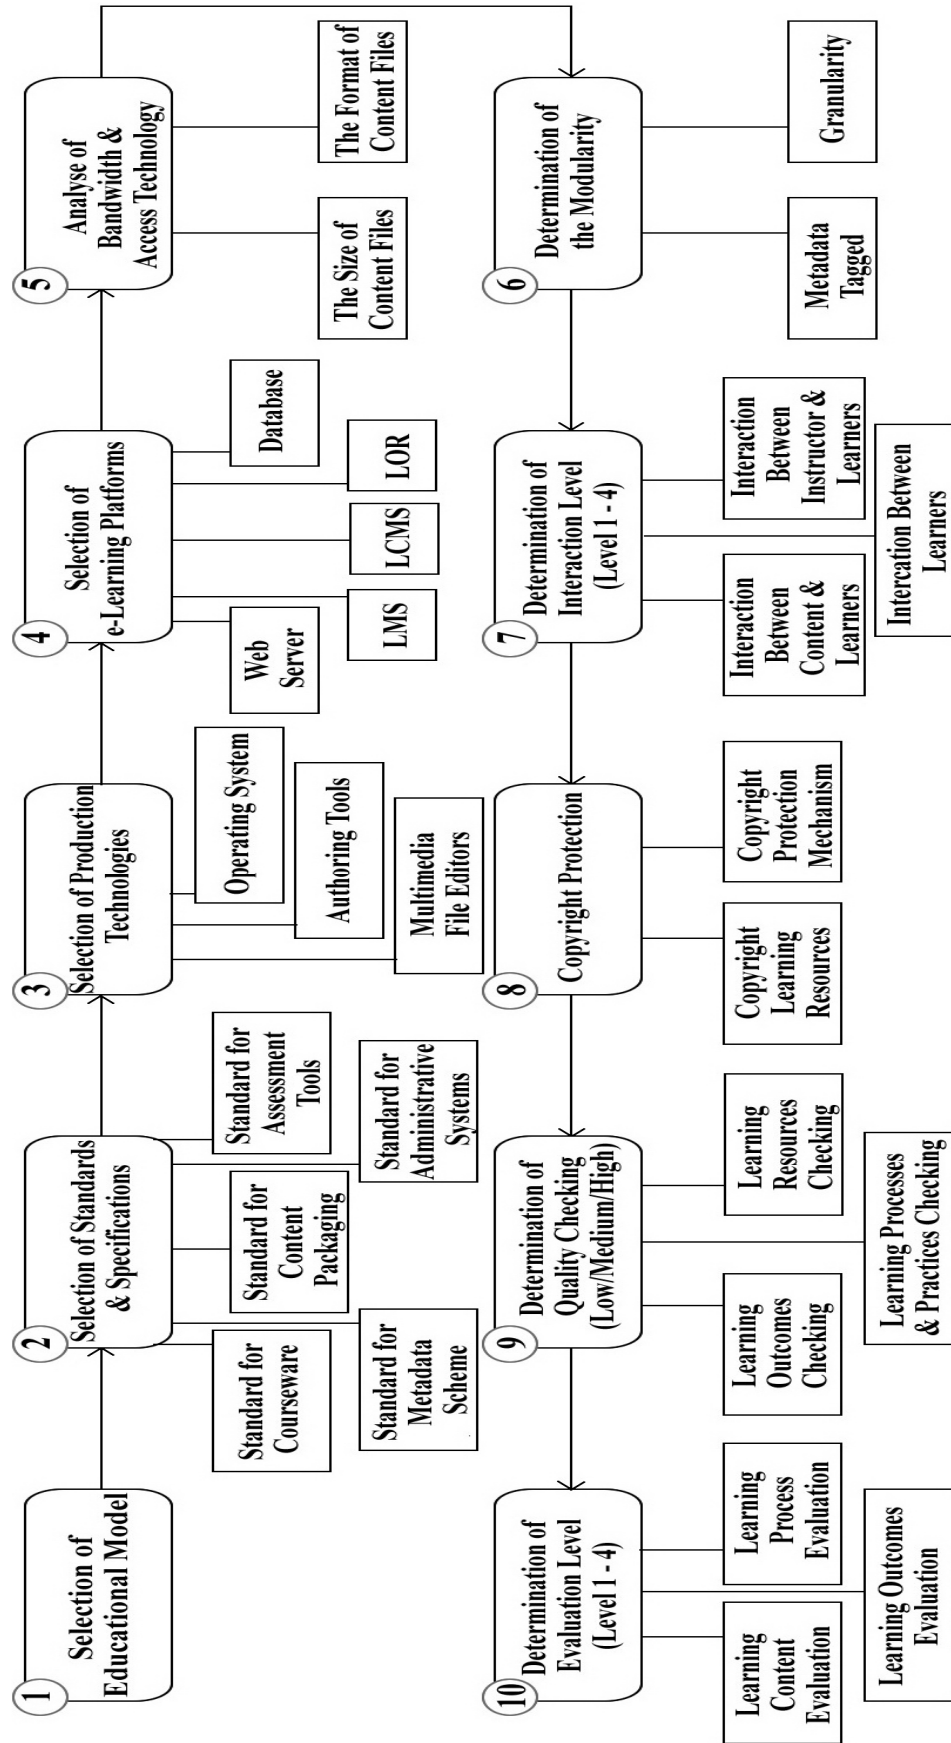 1
Selection of
Educational Model
2
Selection of Standards
& Specifications
Standard for
Courseware
Standard for
Metadata
Scheme
Standard for
Content
Packaging
Standard for
Administrative
Systems
Standard for
Assessment
Tools
3
Selection of Production
Technologies
Multimedia
File Editors
Authoring Tools
Operating System
4
Selection of
e-Learning Platforms
Web
Server
LMS
LCMS
LOR
Database
5
Analyse of
Bandwidth &
Access Technology
The Size of
Content Files
The Format of
Content Files
6
Determination of
the Modularity
Metadata
Tagged
Granularity
7
Determination of
Interaction Level
(Level 1 - 4)
Interaction
Between
Content &
Learners
Intercation Between
Learners
Interaction
Between
Instructor &
Learners
8
Copyright Protection
Copyright
Learning
Resources
Copyright
Protection
Mechanism
9
Determination of
Quality Checking
(Low/Medium/High)
Learning
Outcomes
Checking
Learning Processes
& Practices Checking
Learning
Resources
Checking
10
Determination of
Evaluation Level
(Level 1 - 4)
Learning
Content
Evaluation
Learning Outcomes
Evaluation
Learning
Process
Evaluation